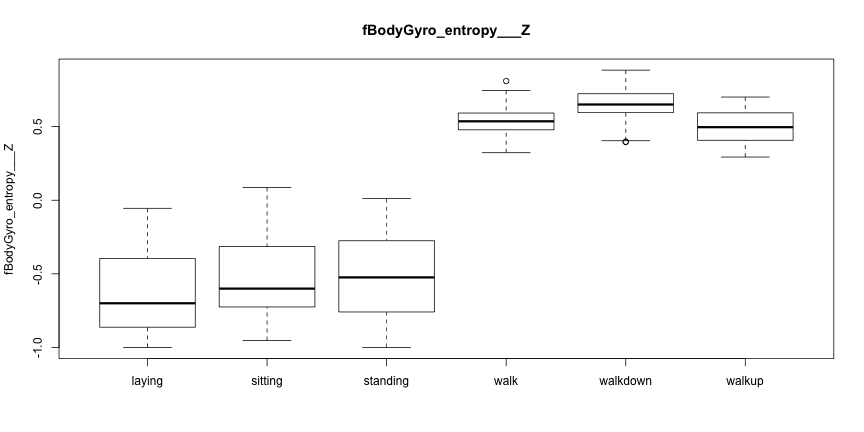 fBodyGyro_entropy___Z
fBodyGyro_entropy___Z
0.5
0.0
-0.5
-1.0
laying sitting standing walk walkdown walkup